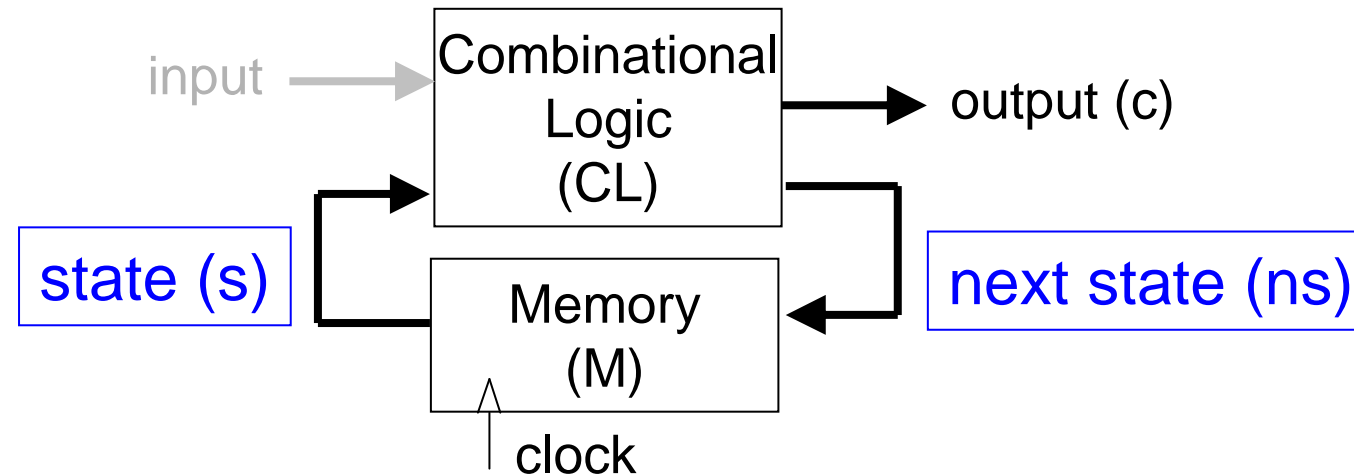 input
Combinational
Logic
(CL)
output (c)
state (s)
next state (ns)
Memory
(M)
clock